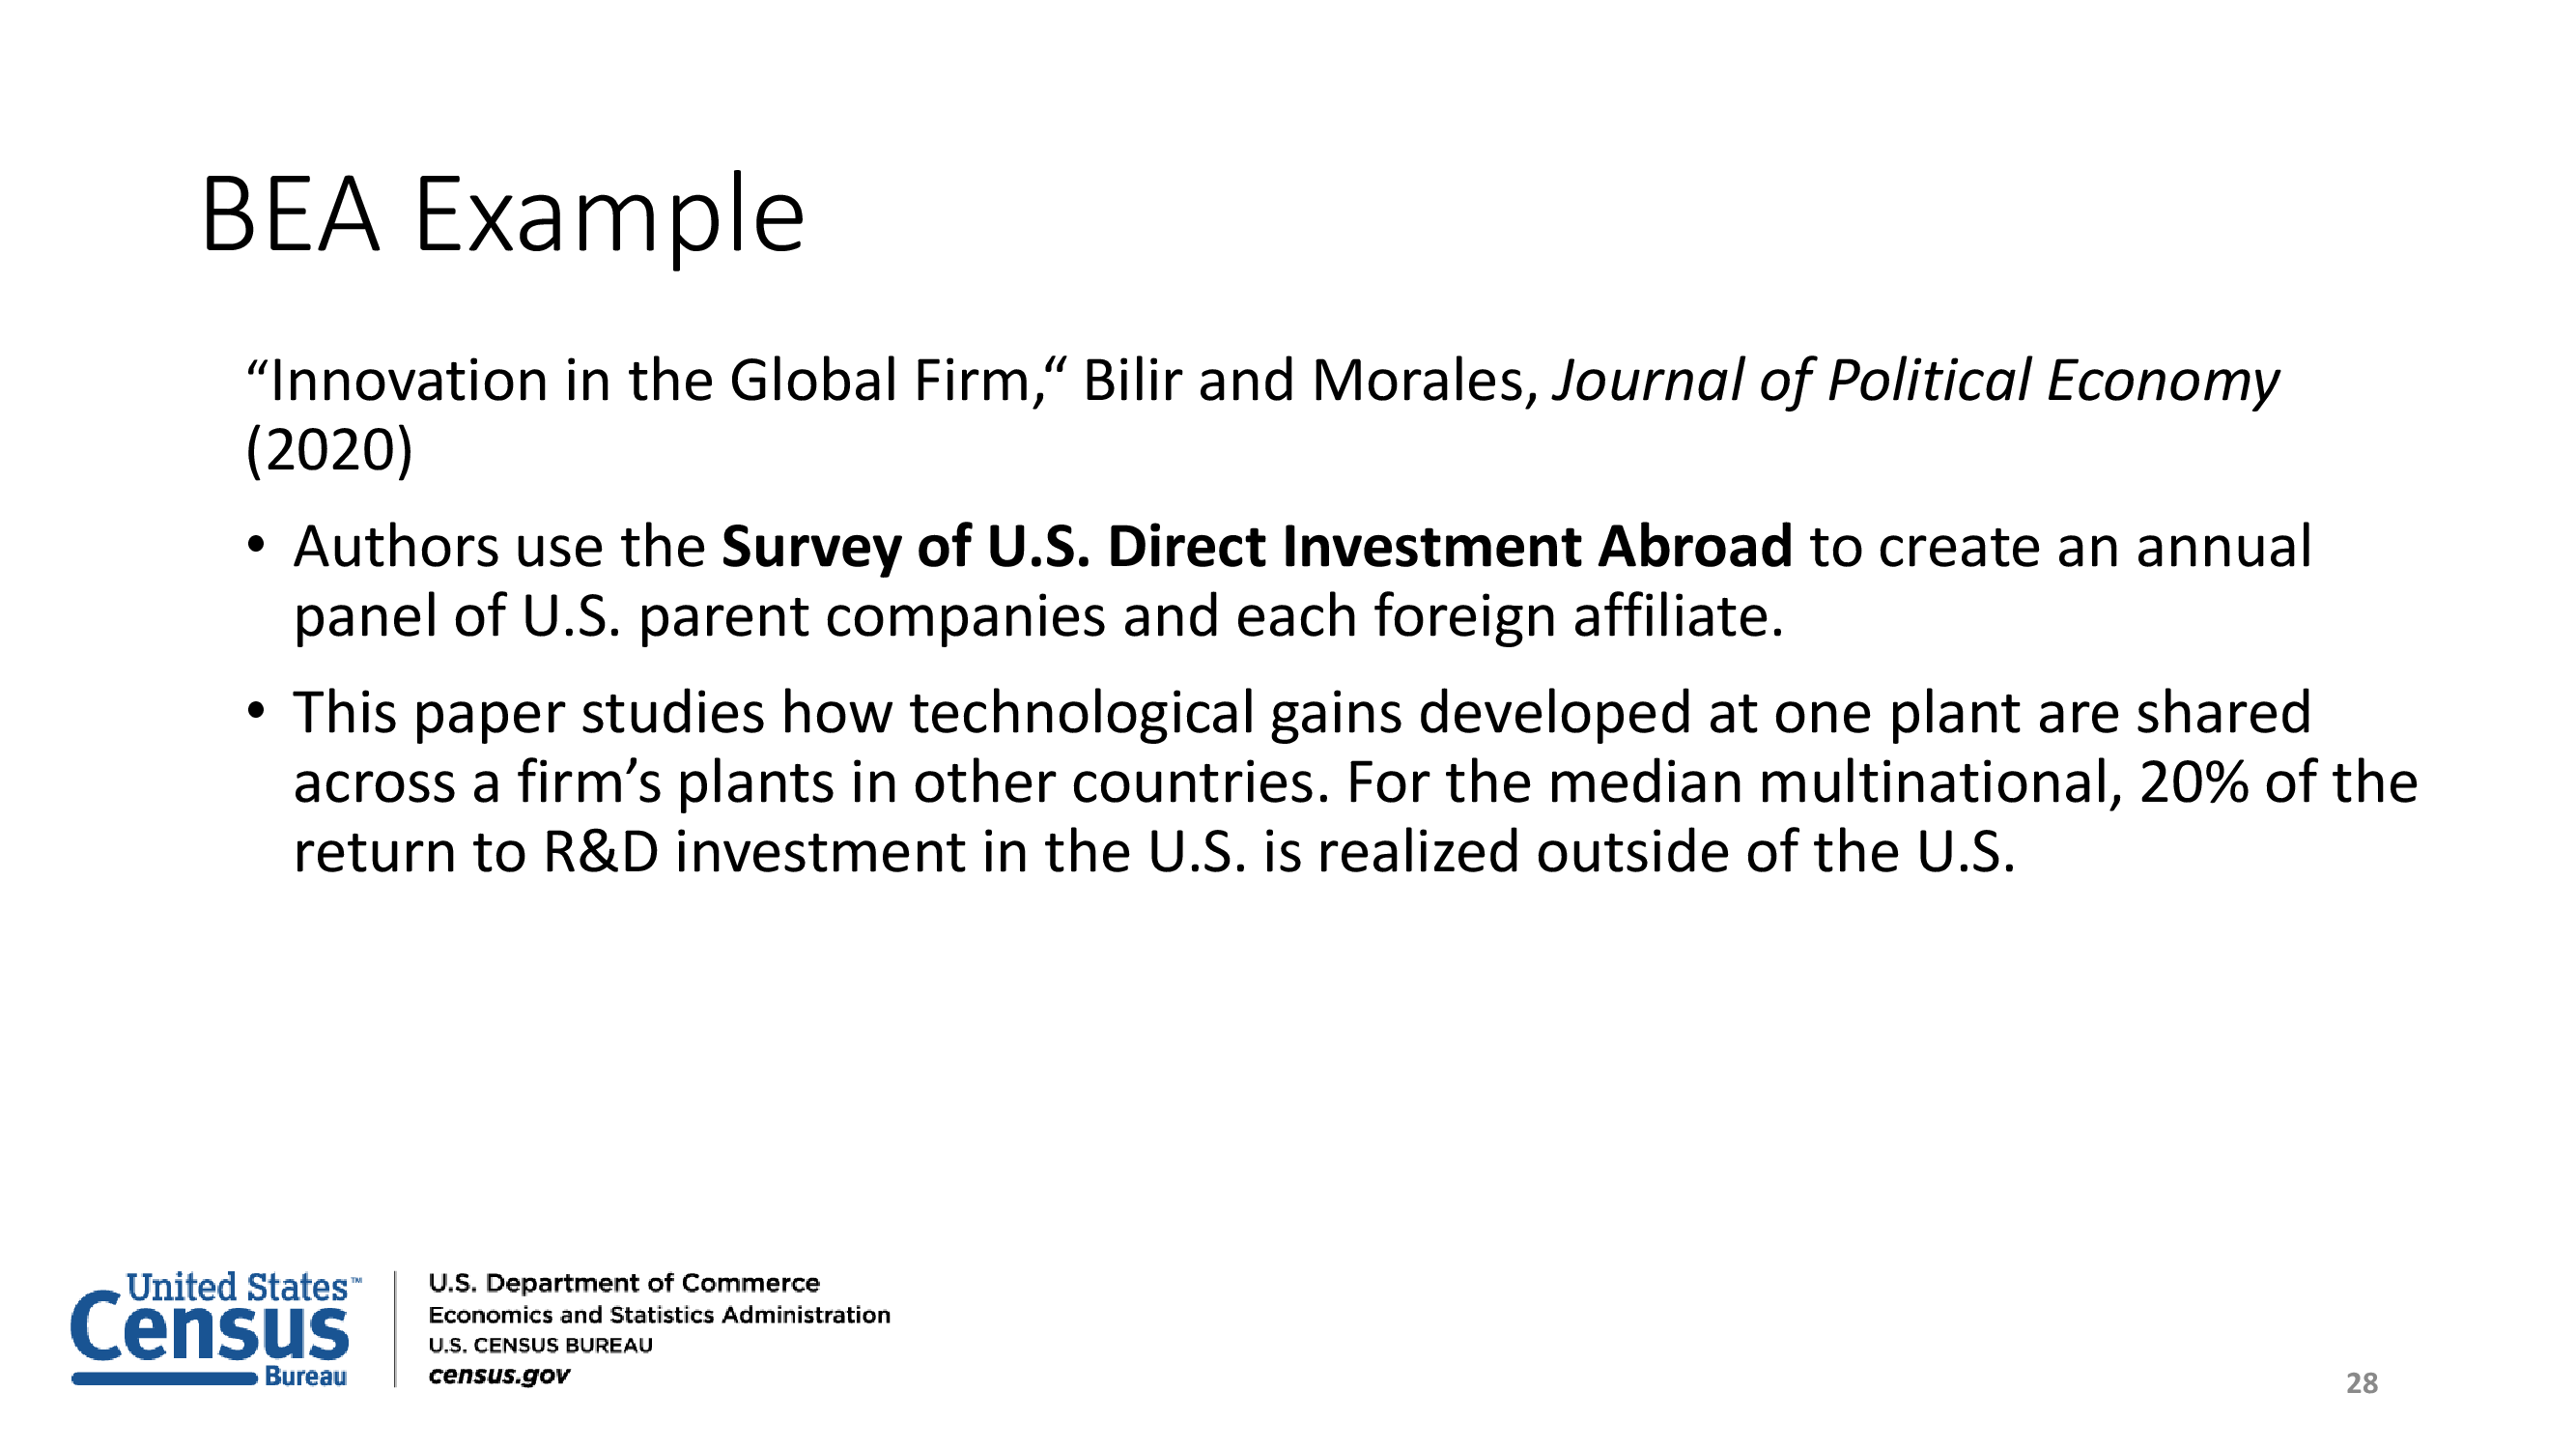 BEA Example
“Innovation in the Global Firm,“ Bilir and Morales, Journal of Political Economy
(2020)
• Authors use the Survey of U.S. Direct Investment Abroad to create an annual
panel of U.S. parent companies and each foreign affiliate.
• This paper studies how technological gains developed at one plant are shared
across a firm’s plants in other countries. For the median multinational, 20% of the
return to R&D investment in the U.S. is realized outside of the U.S.
United States™
Census
Bureau
U.S. Department of Commerce
Economics and Statistics Administration
U.S. CENSUS BUREAU
census.gov
28